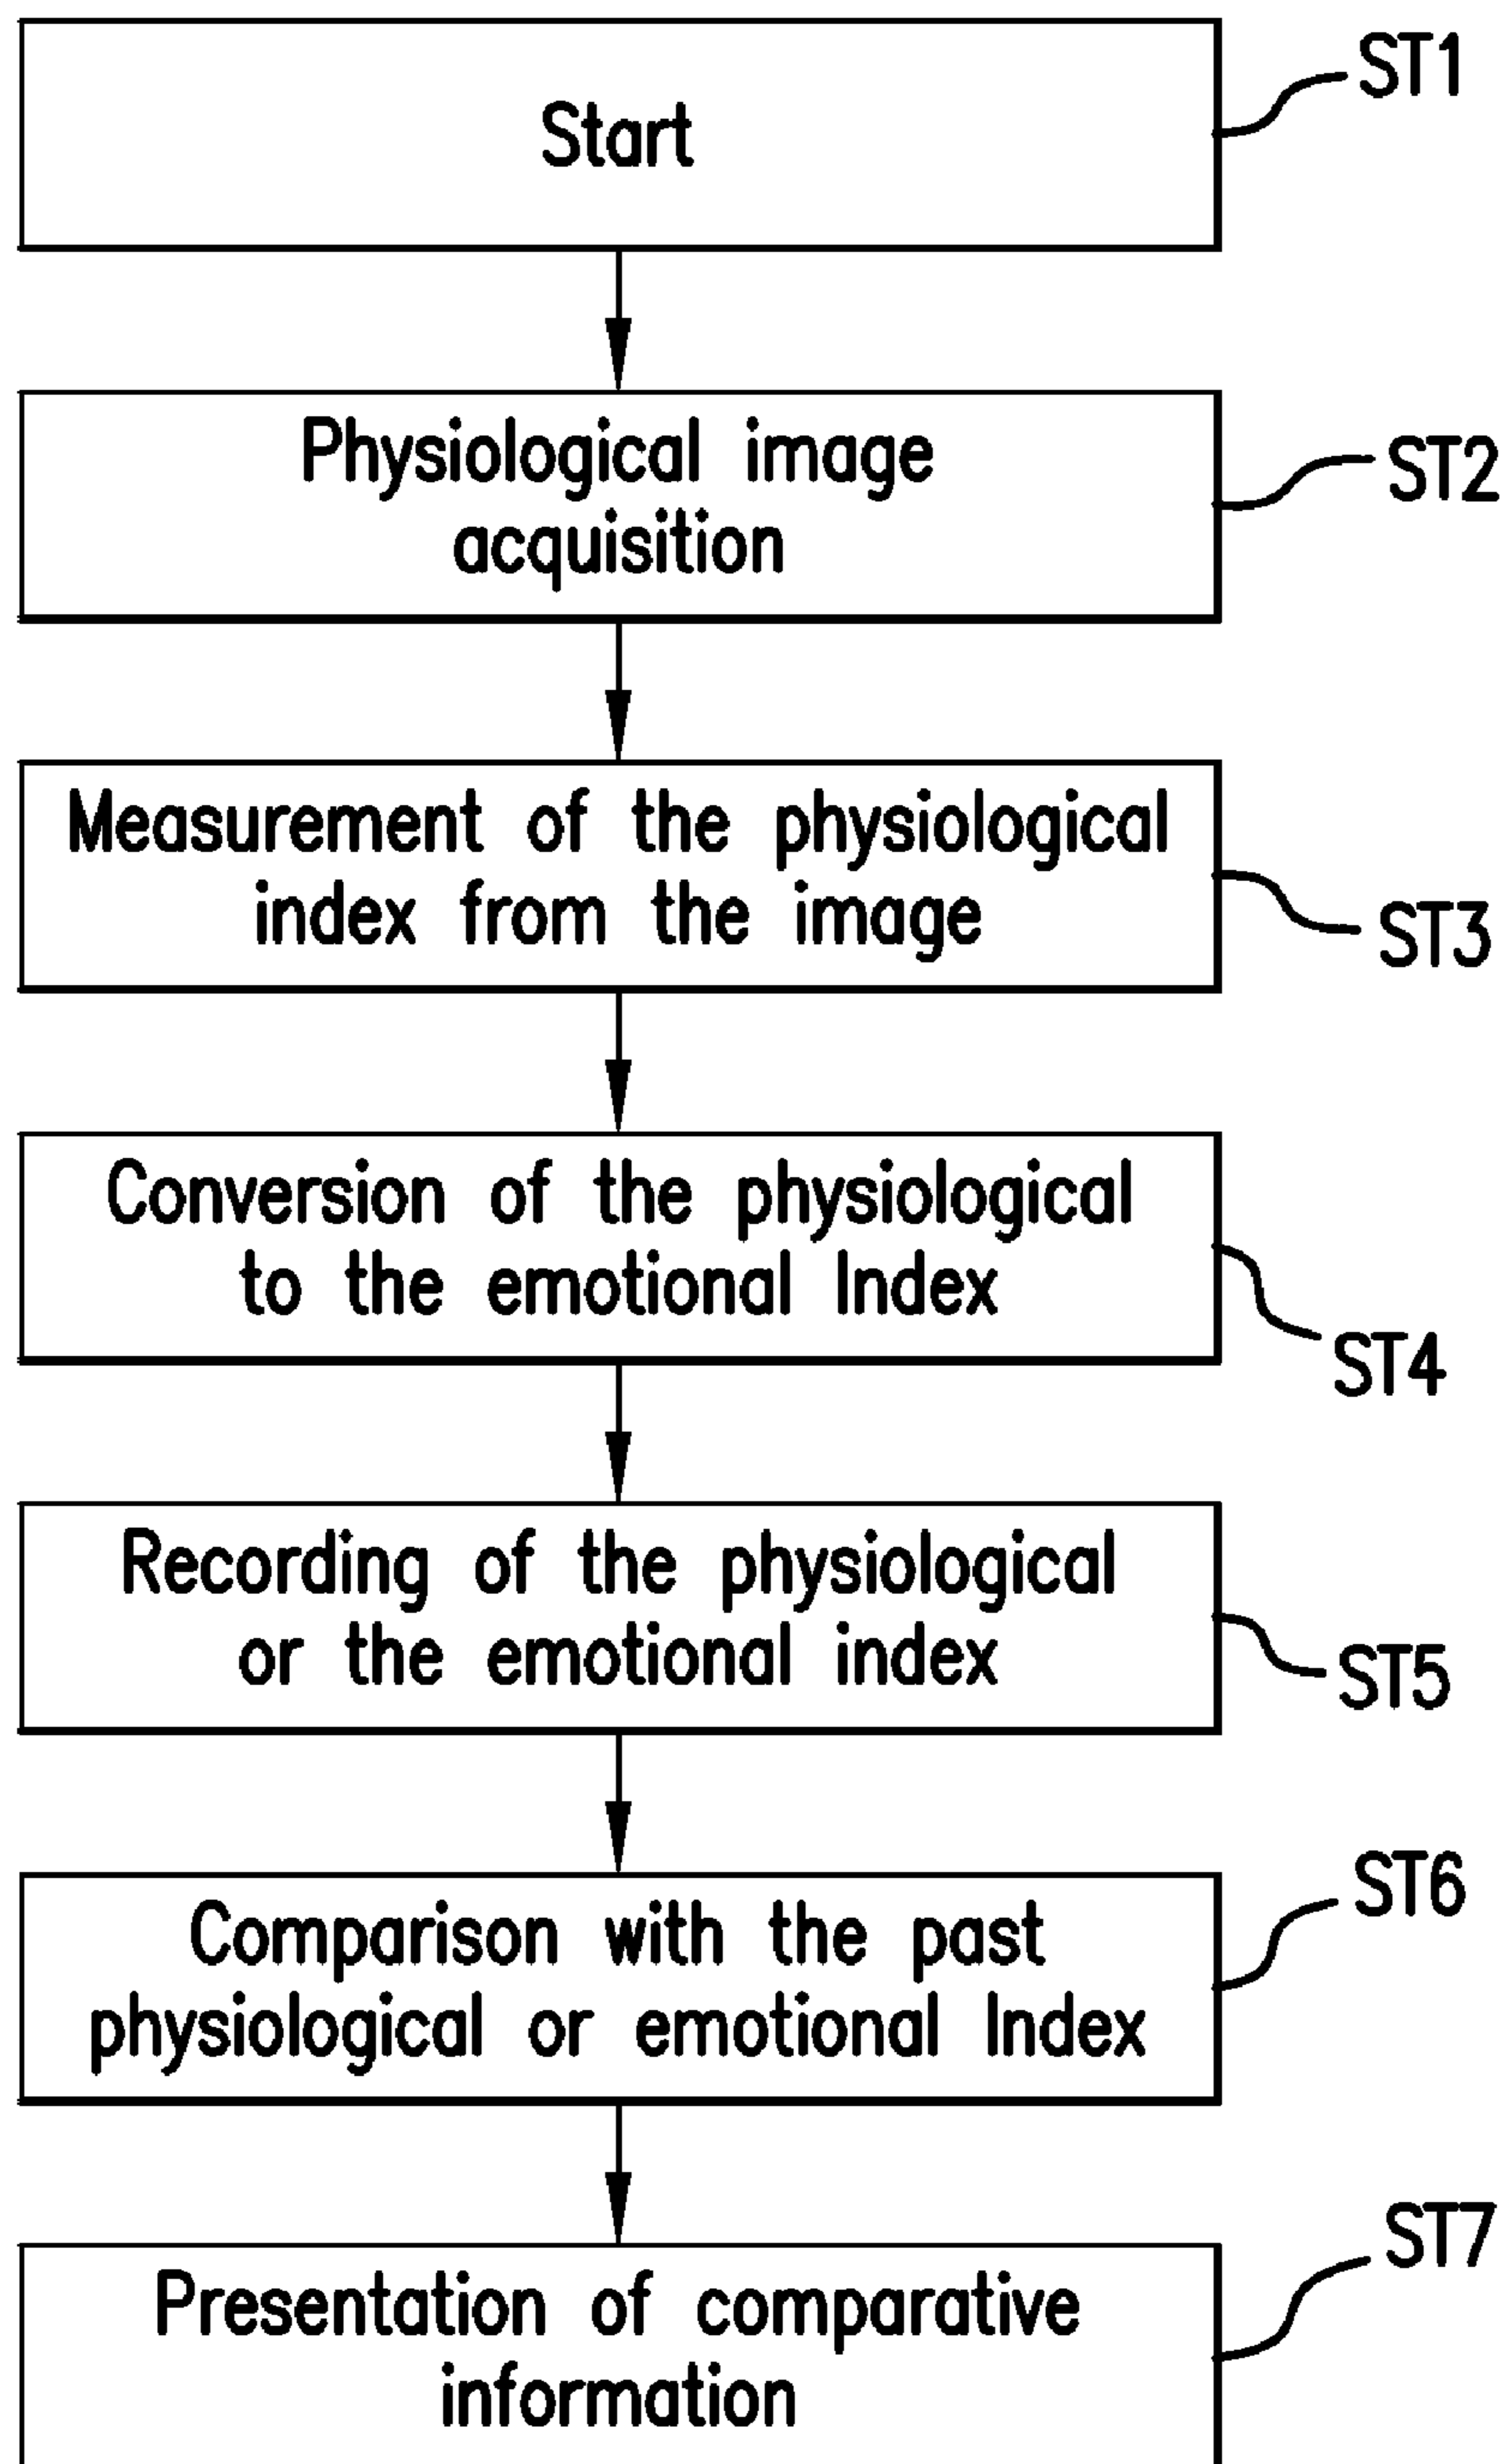 Start
ST1
Physiological image
acquisition
ST2
Measurement of the physiological
index from the image
ST3
Conversion of the physiological
to the emotional Index
ST4
Recording of the physiological
or the emotional index
ST5
Comparison with the past
physiological or emotional Index
ST6
Presentation of comparative
information
ST7